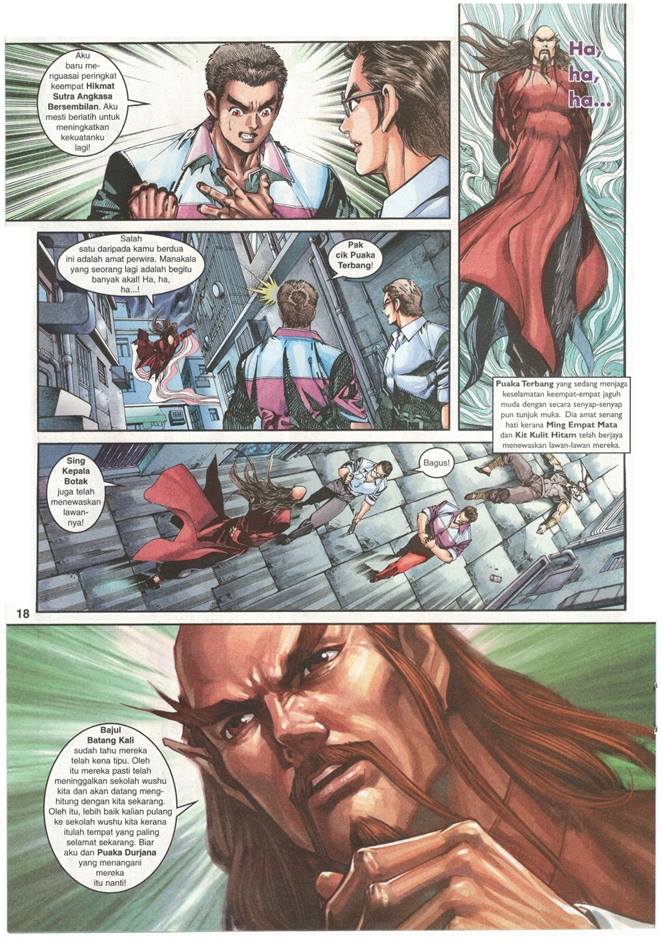 Aku
baru me-
nguasai peringkat
keempat Hikmat
Sutra Angkasa
Bersembilan. Aku
mesti berlatih untuk
meningkatkan
kekuatanku
lagi!
Ha,
ha,
ha...
Puaka Terbang yang sedang menjaga
keselamatan keempat-empat jaguh
muda dengan secara senyap-senyap
pun tunjuk muka. Dia amat senang
hati kerana Ming Empat Mata
dan Kit Kulit Hitam telah berjaya
menewaskan lawan-lawan mereka.
Salah
satu daripada kamu berdua
ini adalah amat perwira. Manakala
yang seorang lagi adalah begitu
banyak akal! Ha, ha,
ha...!
Pak
cik Puaka
Terbang!
Sing
Kepala
Botak
juga telah
menewaskan
lawan-
nya!
Bagus!
18
Bajul
Batang Kali
sudah tahu mereka
telah kena tipu. Oleh
itu mereka pasti telah
meninggalkan sekolah wushu
kita dan akan datang meng-
hitung dengan kita sekarang.
Oleh itu, lebih baik kalian pulang
ke sekolah wushu kita kerana
itulah tempat yang paling
selamat sekarang. Biar
aku dan Puaka Durjana
yang menangani
mereka
itu nanti!